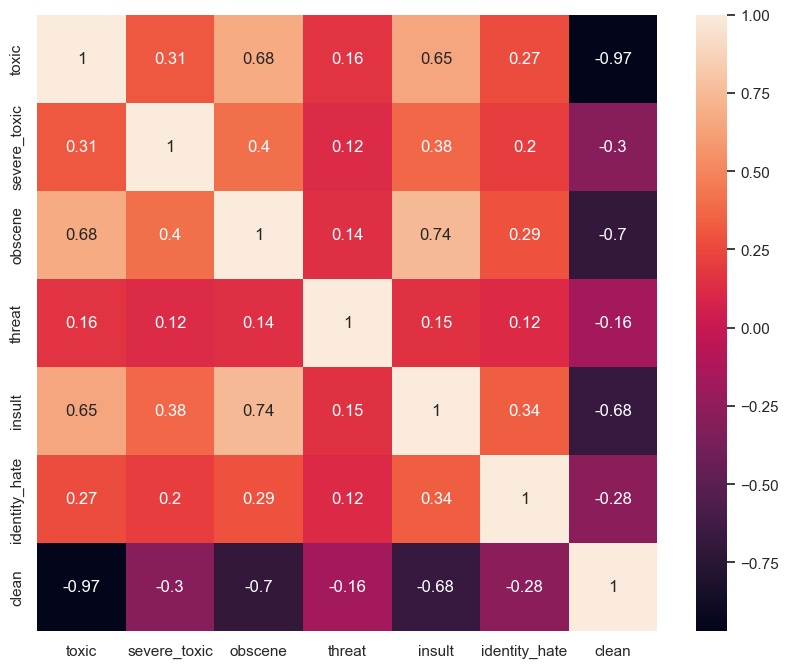 toxic 1 0.31 0.68 0.16 0.65 0.27 -0.97
severe_toxic 0.31 1 0.4 0.12 0.38 0.2 -0.3
obscene 0.68 0.4 1 0.14 0.74 0.29 -0.7
threat 0.16 0.12 0.14 1 0.15 0.12 -0.16
insult 0.65 0.38 0.74 0.15 1 0.34 -0.68
identity_hate 0.27 0.2 0.29 0.12 0.34 1 -0.28
clean -0.97 -0.3 -0.7 -0.16 -0.68 -0.28 1
toxic severe_toxic obscene threat insult identity_hate clean
1.00
0.75
0.50
0.25
0.00
-0.25
-0.50
-0.75